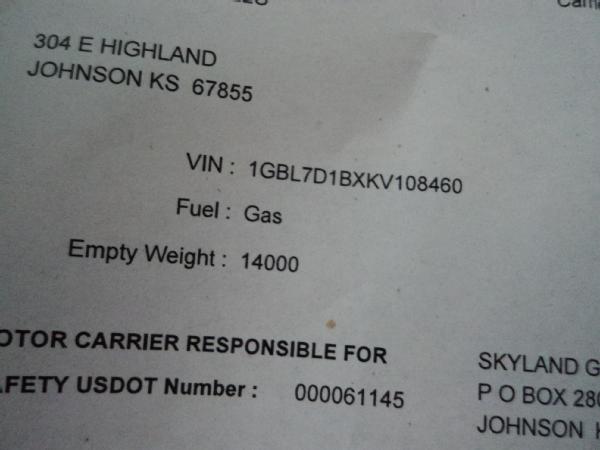 304 E HIGHLAND
JOHNSON KS 67855
VIN : 1GBL7D1BXKV108460
Fuel : Gas
Empty Weight : 14000
OTOR CARRIER RESPONSIBLE FOR
AFETY USDOT Number : 000061145
SKYLAND G
P O BOX 280
JOHNSON